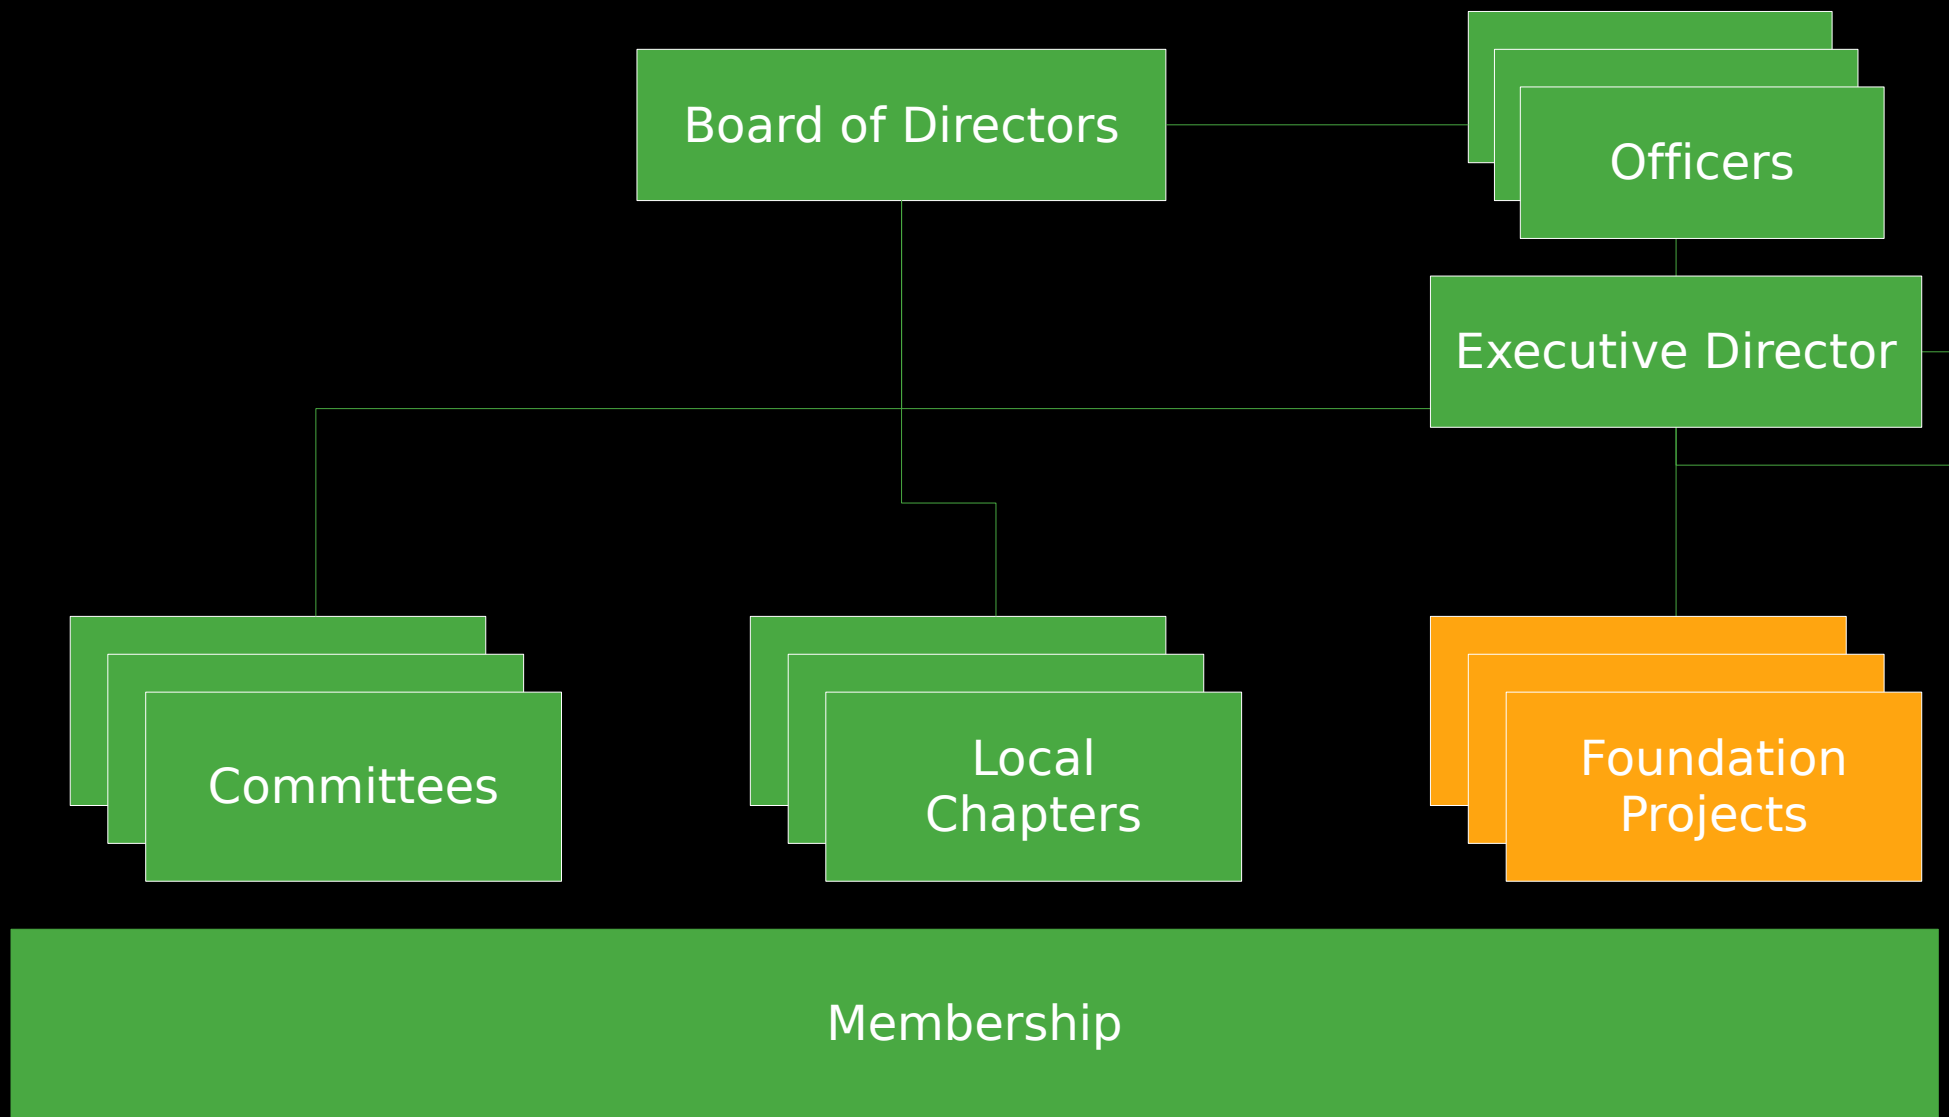 Board of Directors
Officers
Executive Director
Committees
Local
Chapters
Foundation
Projects
Membership